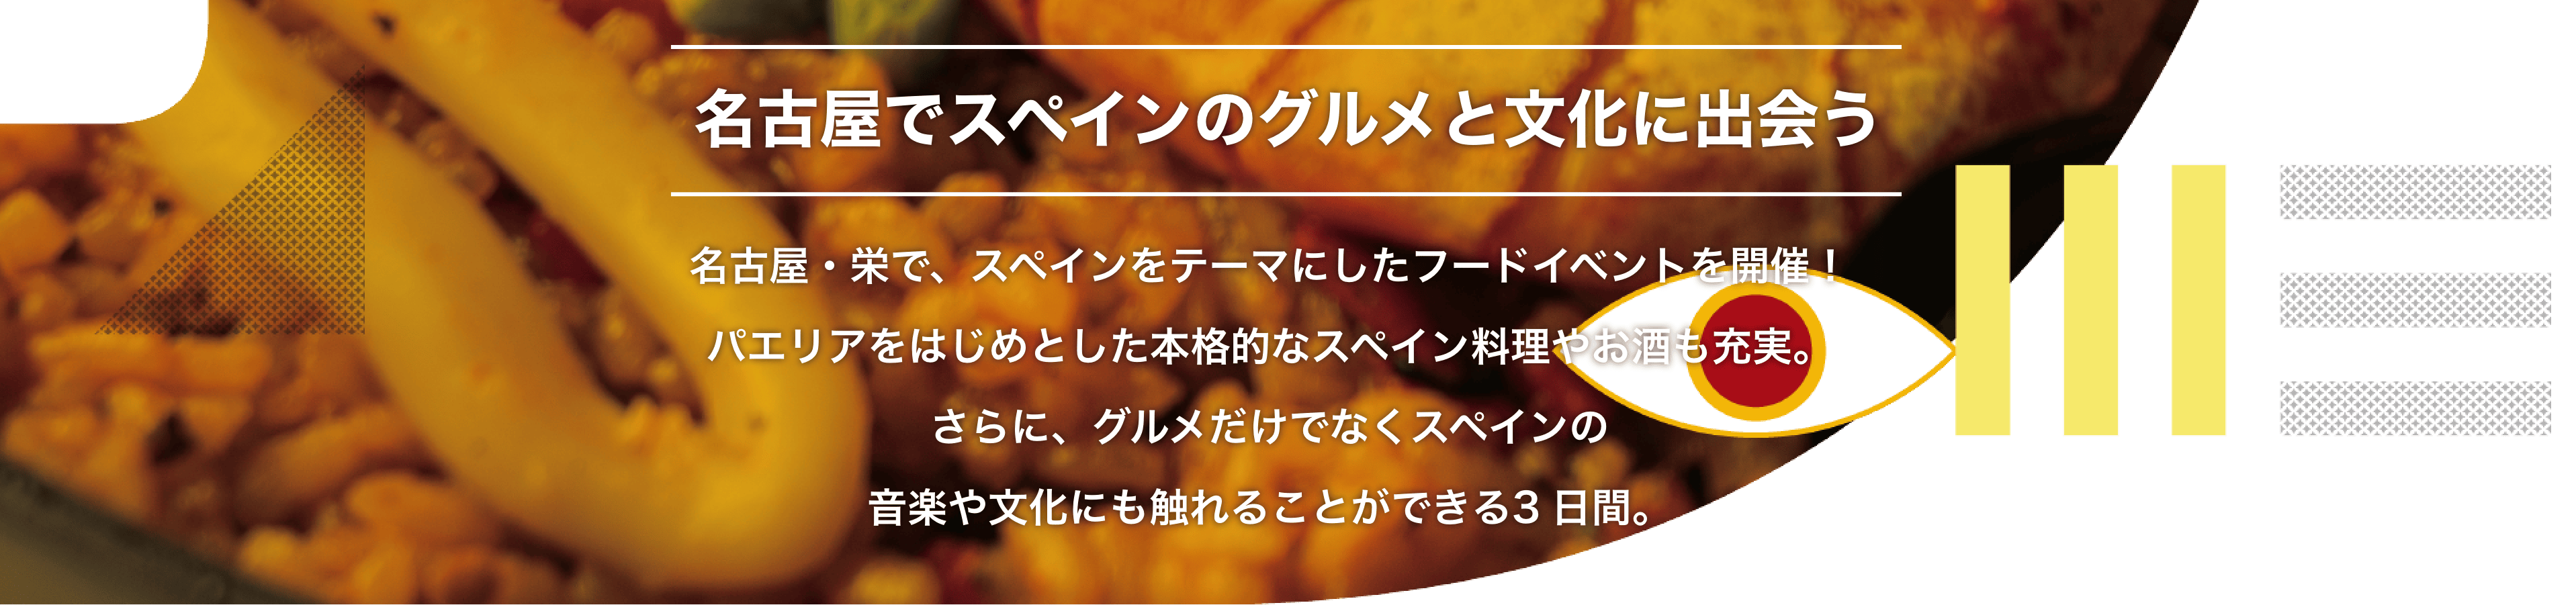 名古屋でスペインのグルメと文化に出会う
名古屋・栄で、スペインをテーマにしたフードイベントを開催！
パエリアをはじめとした本格的なスペイン料理やお酒も充実。
さらに、グルメだけでなくスペインの
音楽や文化にも触れることができる3 日間。